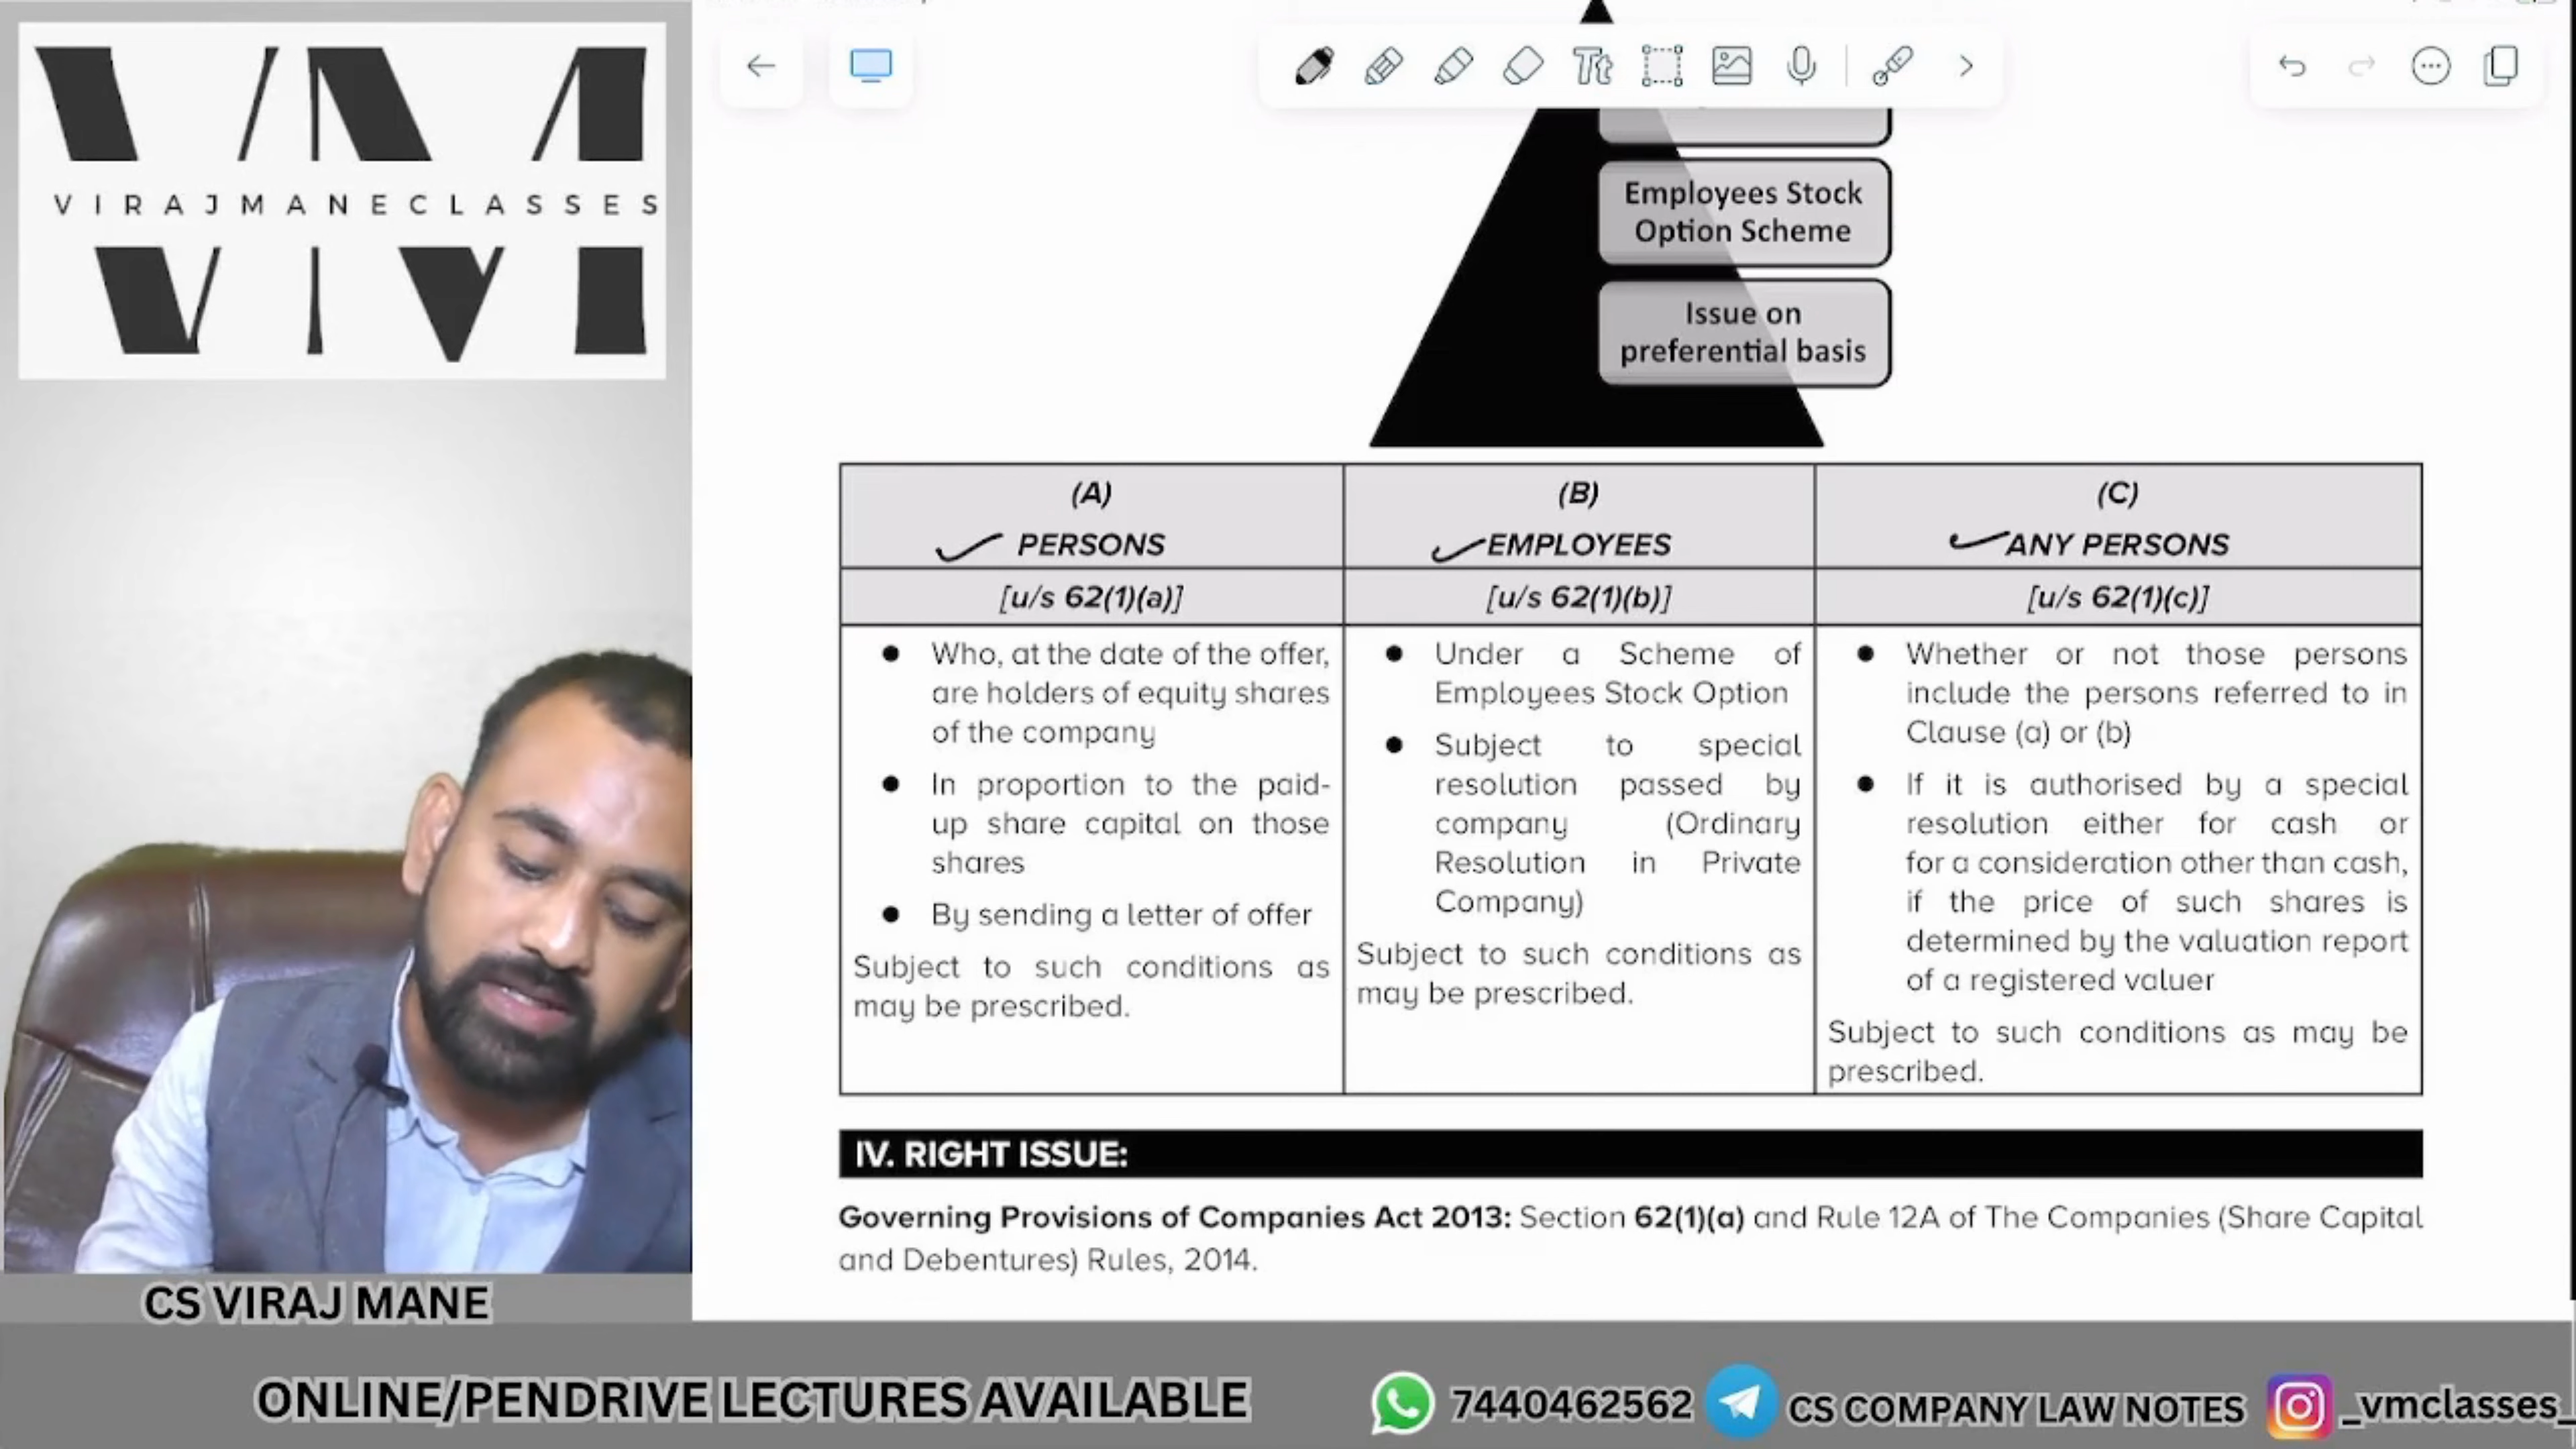 VIRAJMANECLASSES
Tt
Employees Stock
Option Scheme
Issue on
preferential basis
(A)
PERSONS
(B)
EMPLOYEES
(C)
ANY PERSONS
[u/s 62(1)(a)]
[u/s 62(1)(b)]
[u/s 62(1)(c)]
● Who, at the date of the offer,
are holders of equity shares
of the company
● In proportion to the paid-
up share capital on those
shares
● By sending a letter of offer
Subject to such conditions as
may be prescribed.
● Under a Scheme of
Employees Stock Option
● Subject to special
resolution passed by
company (Ordinary
Resolution in Private
Company)
Subject to such conditions as
may be prescribed.
● Whether or not those persons
include the persons referred to in
Clause (a) or (b)
● If it is authorised by a special
resolution either for cash or
for a consideration other than cash,
if the price of such shares is
determined by the valuation report
of a registered valuer
Subject to such conditions as may be
prescribed.
IV. RIGHT ISSUE:
Governing Provisions of Companies Act 2013: Section 62(1)(a) and Rule 12A of The Companies (Share Capital
and Debentures) Rules, 2014.
CS VIRAJ MANE
ONLINE/PENDRIVE LECTURES AVAILABLE
7440462562
CS COMPANY LAW NOTES
_vmclasses_